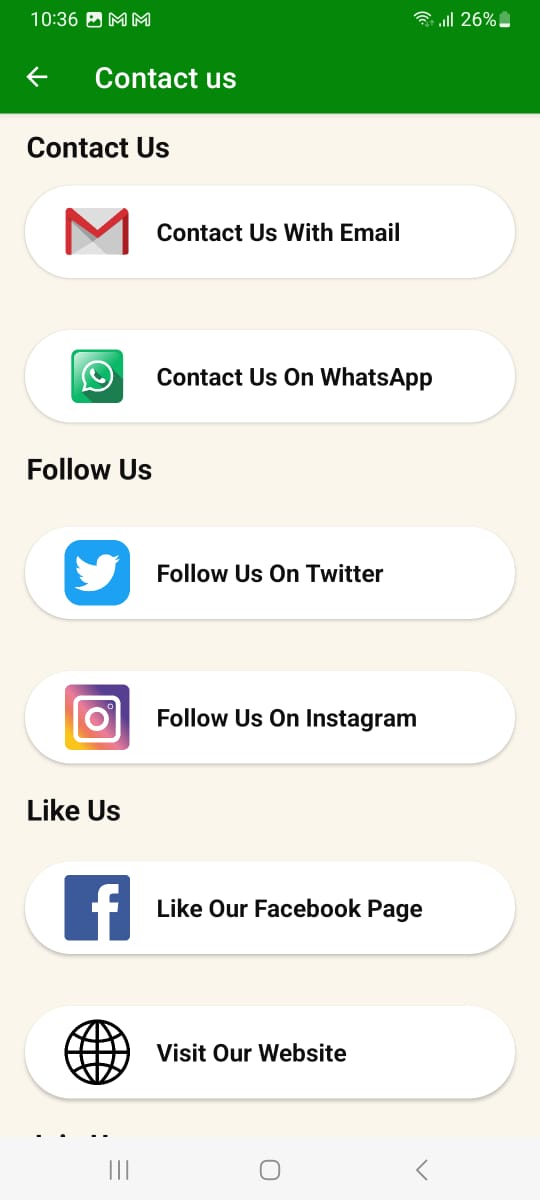 10:36
26%
Contact us
Contact Us
Contact Us With Email
Contact Us On WhatsApp
Follow Us
Follow Us On Twitter
Follow Us On Instagram
Like Us
Like Our Facebook Page
Visit Our Website